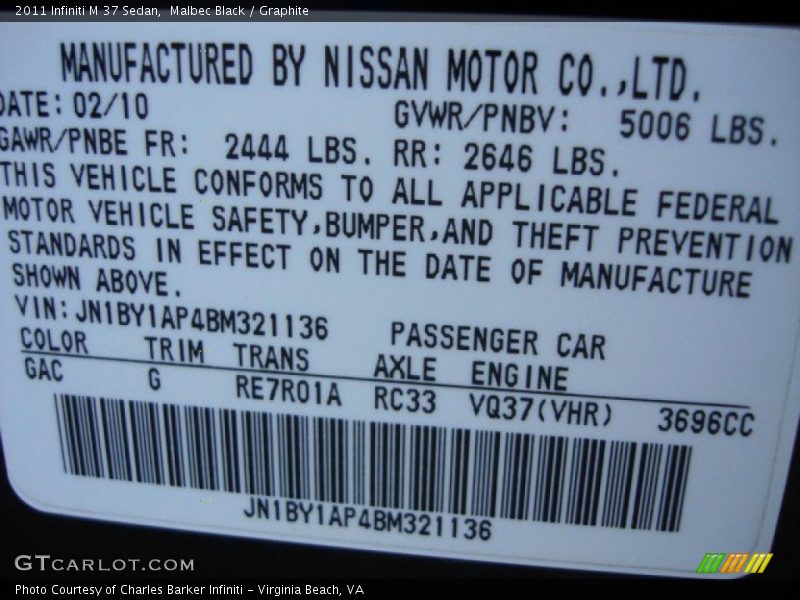 2011 Infiniti M 37 Sedan,  Malbec Black / Graphite
MANUFACTURED BY NISSAN MOTOR CO.,LTD.
DATE: 02/10 GVWR/PNBV: 5006 LBS.
GAWR/PNBE FR: 2444 LBS. RR: 2646 LBS.
THIS VEHICLE CONFORMS TO ALL APPLICABLE FEDERAL
MOTOR VEHICLE SAFETY,BUMPER,AND THEFT PREVENTION
STANDARDS IN EFFECT ON THE DATE OF MANUFACTURE
SHOWN ABOVE.
VIN: JN1BY1AP4BM321136 PASSENGER CAR
COLOR TRIM TRANS AXLE ENGINE
GAC G RE7R01A RC33 VQ37(VHR) 3696CC
JN1BY1AP4BM321136
GTCARLOT.COM
Photo Courtesy of Charles Barker Infiniti - Virginia Beach, VA